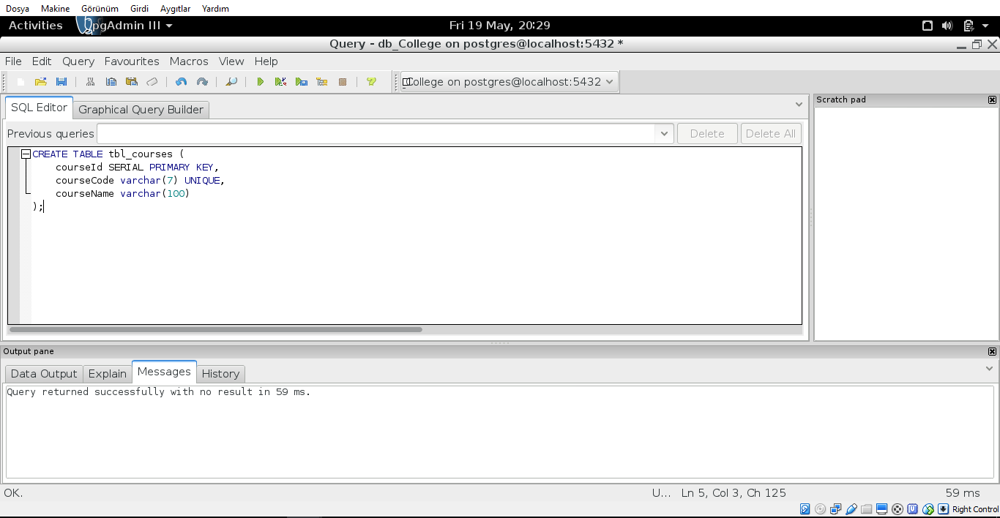 Dosya Makine Görünüm Girdi Aygıtlar Yardım
Activities pgAdmin III Fri 19 May, 20:29
Query - db_College on postgres@localhost:5432 *
File Edit Query Favourites Macros View Help
College on postgres@localhost:5432
SQL Editor Graphical Query Builder
Scratch pad
Previous queries Delete Delete All
CREATE TABLE tbl_courses (
courseId SERIAL PRIMARY KEY,
courseCode varchar(7) UNIQUE,
courseName varchar(100)
);
Output pane
Data Output Explain Messages History
Query returned successfully with no result in 59 ms.
OK. U... Ln 5, Col 3, Ch 125 59 ms
Right Control